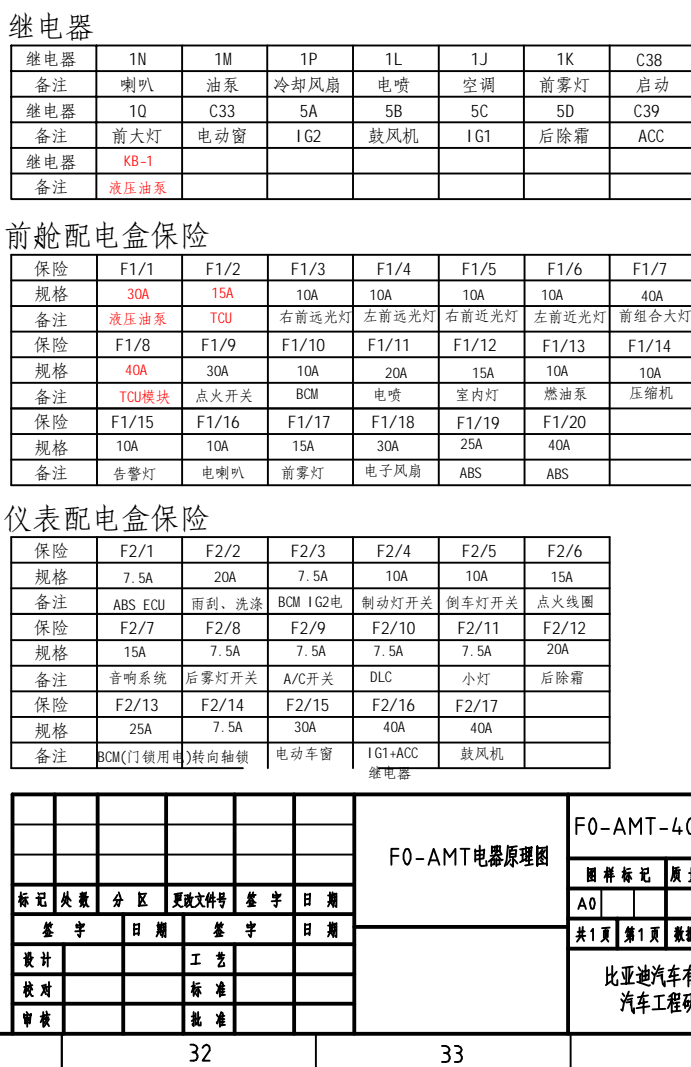 继电器
继电器 1N 1M 1P 1L 1J 1K C38
备注 喇叭 油泵 冷却风扇 电喷 空调 前雾灯 启动
继电器 1Q C33 5A 5B 5C 5D C39
备注 前大灯 电动窗 IG2 鼓风机 IG1 后除霜 ACC
继电器 KB-1
备注 液压油泵
前舱配电盒保险
保险 F1/1 F1/2 F1/3 F1/4 F1/5 F1/6 F1/7
规格 30A 15A 10A 10A 10A 10A 40A
备注 液压油泵 TCU 右前远光灯 左前远光灯 右前近光灯 左前近光灯 前组合大灯
保险 F1/8 F1/9 F1/10 F1/11 F1/12 F1/13 F1/14
规格 40A 30A 10A 20A 15A 10A 10A
备注 TCU模块 点火开关 BCM 电喷 室内灯 燃油泵 压缩机
保险 F1/15 F1/16 F1/17 F1/18 F1/19 F1/20
规格 10A 10A 15A 30A 25A 40A
备注 告警灯 电喇叭 前雾灯 电子风扇 ABS ABS
仪表配电盒保险
保险 F2/1 F2/2 F2/3 F2/4 F2/5 F2/6
规格 7.5A 20A 7.5A 10A 10A 15A
备注 ABS ECU 雨刮、洗涤 BCM IG2电 制动灯开关 倒车灯开关 点火线圈
保险 F2/7 F2/8 F2/9 F2/10 F2/11 F2/12
规格 15A 7.5A 7.5A 7.5A 7.5A 20A
备注 音响系统 后雾灯开关 A/C开关 DLC 小灯 后除霜
保险 F2/13 F2/14 F2/15 F2/16 F2/17
规格 25A 7.5A 30A 40A 40A
备注 BCM(门锁用电)转向轴锁 电动车窗 IG1+ACC 鼓风机
继电器
F0-AMT-40
F0-AMT电器原理图
图样标记 质
标记 处数 分区 更改文件号 签字 日期
A0
签字 日期 签字 日期
共1页 第1页 数
设计 工艺
比亚迪汽车有
校对 标准
汽车工程研
审核 批准
32 33